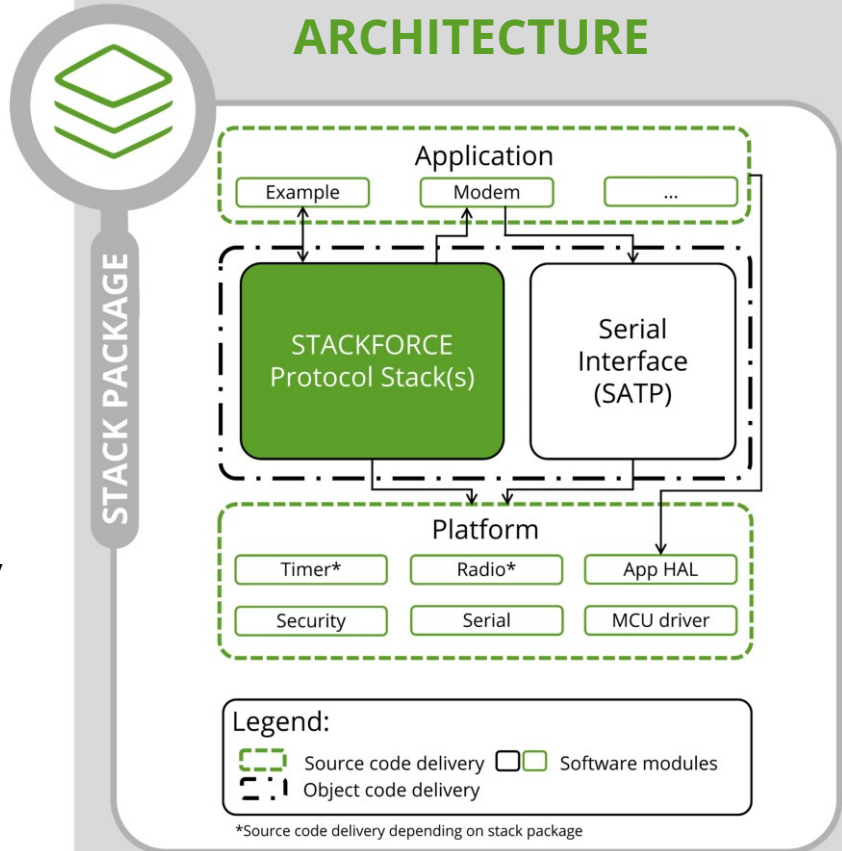 ARCHITECTURE
STACK PACKAGE
Application
Example
Modem
...
STACKFORCE
Protocol Stack(s)
Serial
Interface
(SATP)
Platform
Timer*
Radio*
App HAL
Security
Serial
MCU driver
Legend:
Source code delivery
Software modules
Object code delivery
*Source code delivery depending on stack package